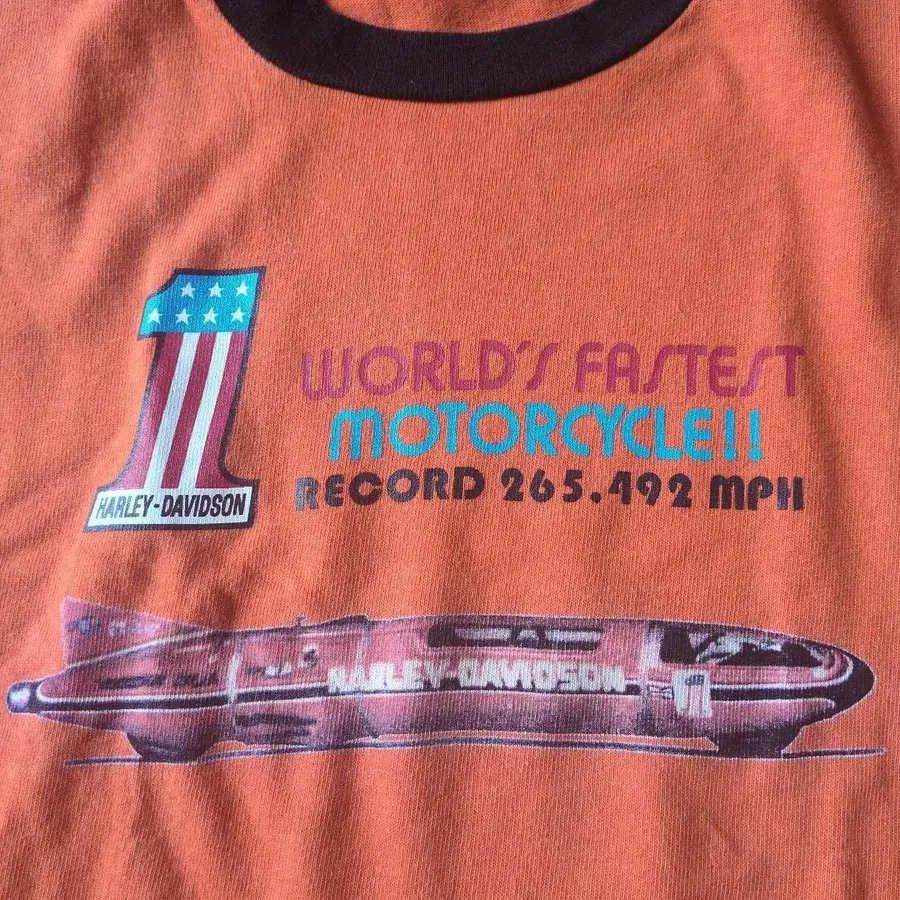 HARLEY-DAVIDSON
WORLD'S FASTEST
MOTORCYCLE!!
RECORD 265.492 MPH
HARLEY-DAVIDSON
1